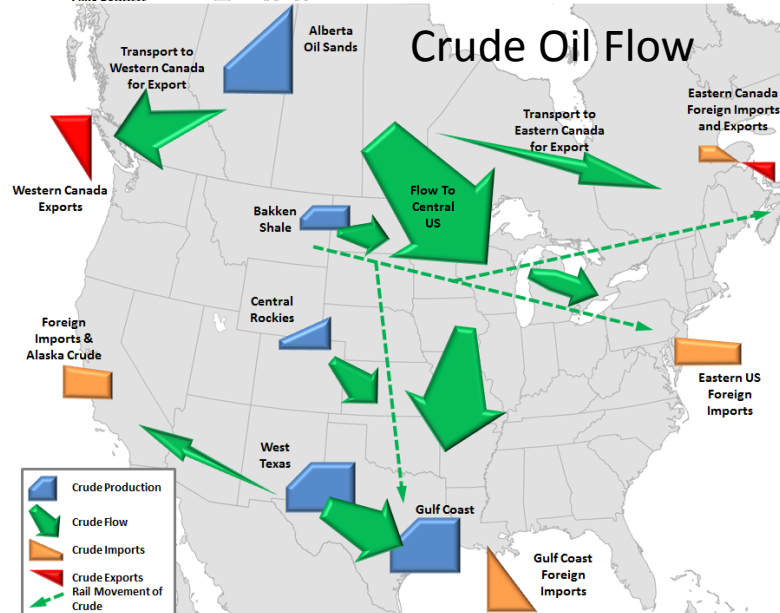 Crude Oil Flow
Alberta
Oil Sands
Transport to
Western Canada
for Export
Eastern Canada
Foreign Imports
and Exports
Transport to
Eastern Canada
for Export
Western Canada
Exports
Flow To
Central
US
Bakken
Shale
Central
Rockies
Foreign
Imports &
Alaska Crude
Eastern US
Foreign
Imports
West
Texas
Gulf Coast
Gulf Coast
Foreign
Imports
Crude Production
Crude Flow
Crude Imports
Crude Exports
Rail Movement of
Crude